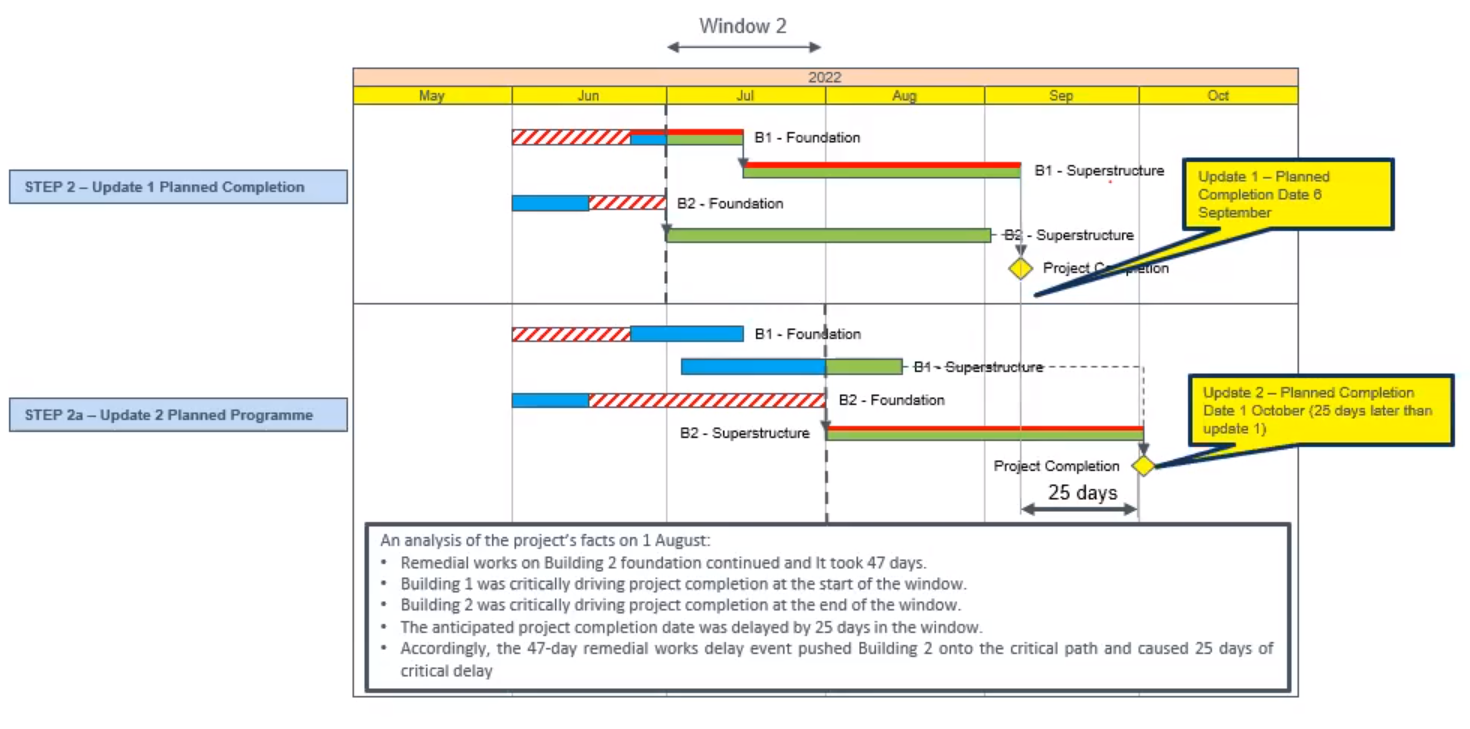 Window 2
2022
May Jun Jul Aug Sep Oct
B1 - Foundation
STEP 2 – Update 1 Planned Completion
B1 - Superstructure
Update 1 – Planned
Completion Date 6
September
B2 - Foundation
B2 - Superstructure
Project Completion
B1 - Foundation
B1 - Superstructure
STEP 2a – Update 2 Planned Programme
B2 - Foundation
Update 2 – Planned Completion
Date 1 October (25 days later than
update 1)
B2 - Superstructure
Project Completion
25 days
An analysis of the project's facts on 1 August:
• Remedial works on Building 2 foundation continued and It took 47 days.
• Building 1 was critically driving project completion at the start of the window.
• Building 2 was critically driving project completion at the end of the window.
• The anticipated project completion date was delayed by 25 days in the window.
• Accordingly, the 47-day remedial works delay event pushed Building 2 onto the critical path and caused 25 days of
critical delay